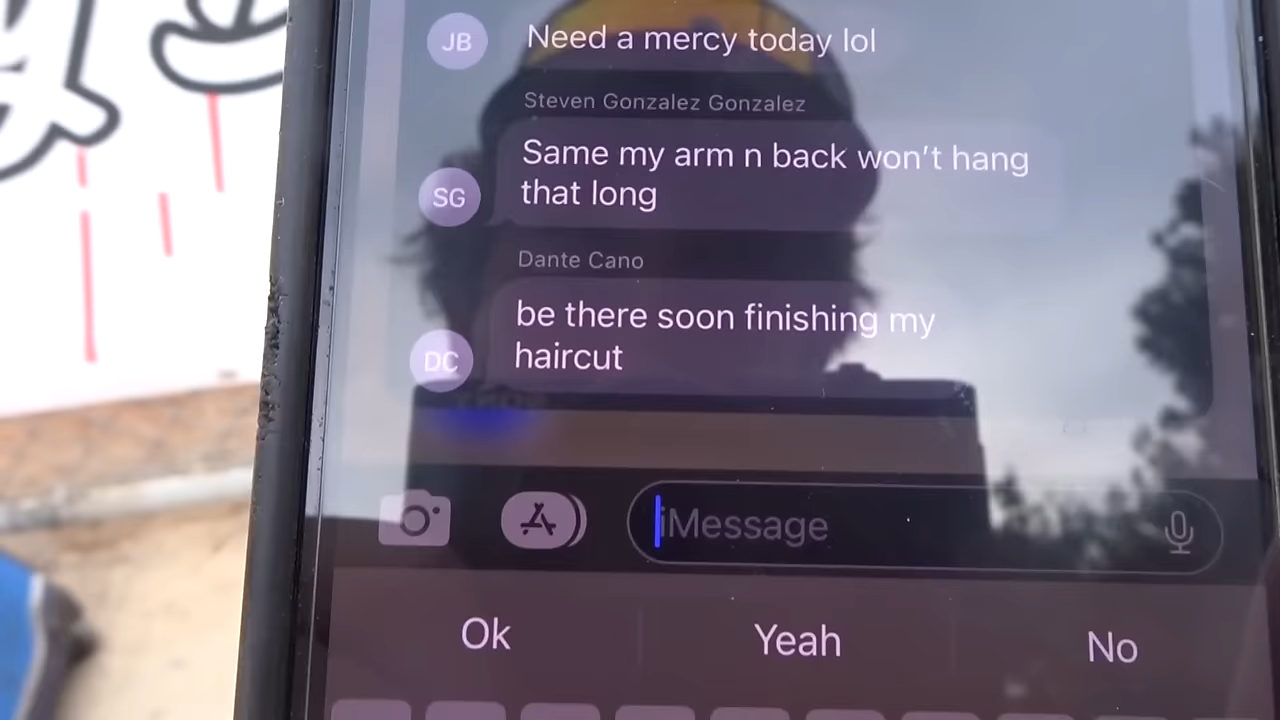 JB
Need a mercy today lol
Steven Gonzalez Gonzalez
Same my arm n back won't hang
that long
SG
Dante Cano
be there soon finishing my
haircut
DC
iMessage
Ok
Yeah
No